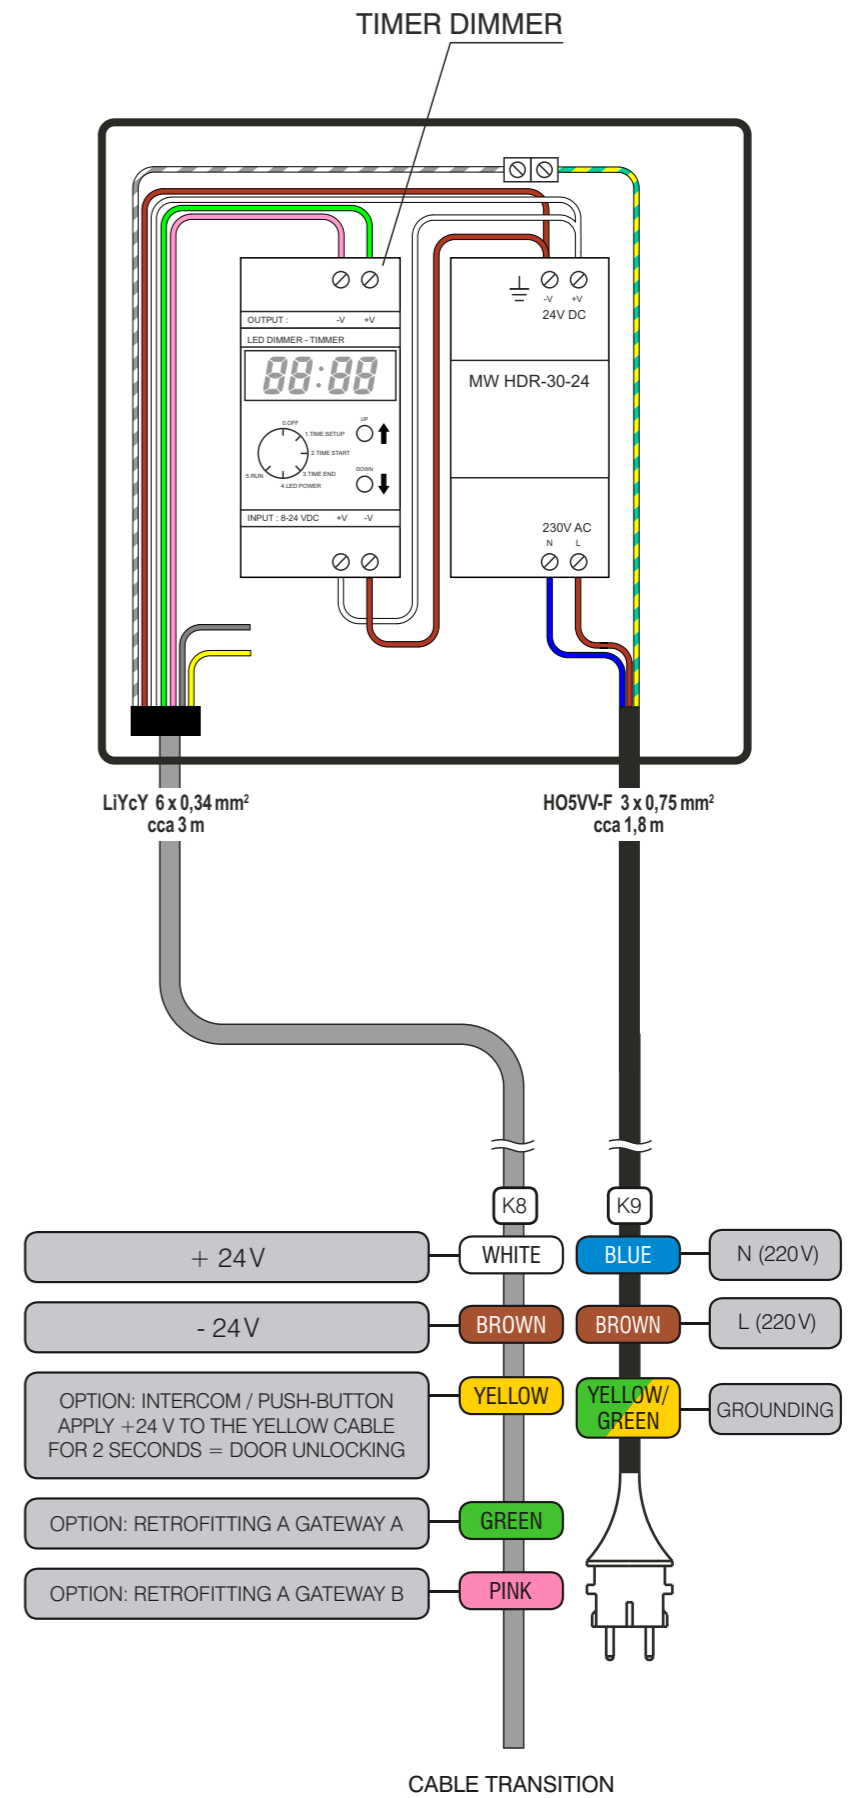 TIMER DIMMER
OUTPUT : -V +V
LED DIMMER - TIMMER
88:88
0.OFF
1.TIME SETUP
2.TIME START
3.TIME END
4.LED POWER
5.RUN
UP
DOWN
INPUT : 8-24 VDC +V -V
-V +V
24V DC
MW HDR-30-24
230V AC
N L
LiYcY 6 x 0,34 mm²
cca 3 m
HO5VV-F 3 x 0,75 mm²
cca 1,8 m
K8
K9
+ 24V
WHITE
BLUE
N (220V)
- 24V
BROWN
BROWN
L (220V)
OPTION: INTERCOM / PUSH-BUTTON
APPLY +24 V TO THE YELLOW CABLE
FOR 2 SECONDS = DOOR UNLOCKING
YELLOW
YELLOW/
GREEN
GROUNDING
OPTION: RETROFITTING A GATEWAY A
GREEN
OPTION: RETROFITTING A GATEWAY B
PINK
CABLE TRANSITION